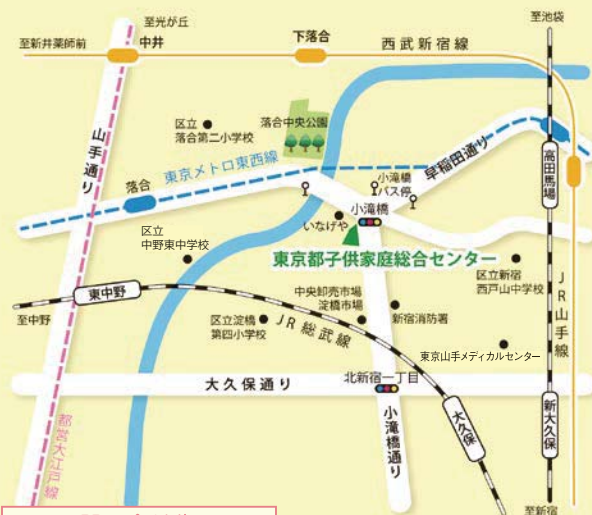 至光が丘
至池袋
至新井薬師前
中井
下落合
西武新宿線
山手通り
区立
落合第二小学校
落合中央公園
東京メトロ東西線
早稲田通り
高田馬場
落合
小滝橋
バス停
小滝橋
いなげや
区立
中野東中学校
東京都子供家庭総合センター
区立新宿
西戸山中学校
JR山手線
東中野
至中野
中央卸売市場
淀橋市場
新宿消防署
区立淀橋
第四小学校
JR総武線
東京山手メディカルセンター
大久保通り
北新宿一丁目
小滝橋通り
大久保
新大久保
都営大江戸線
至新宿